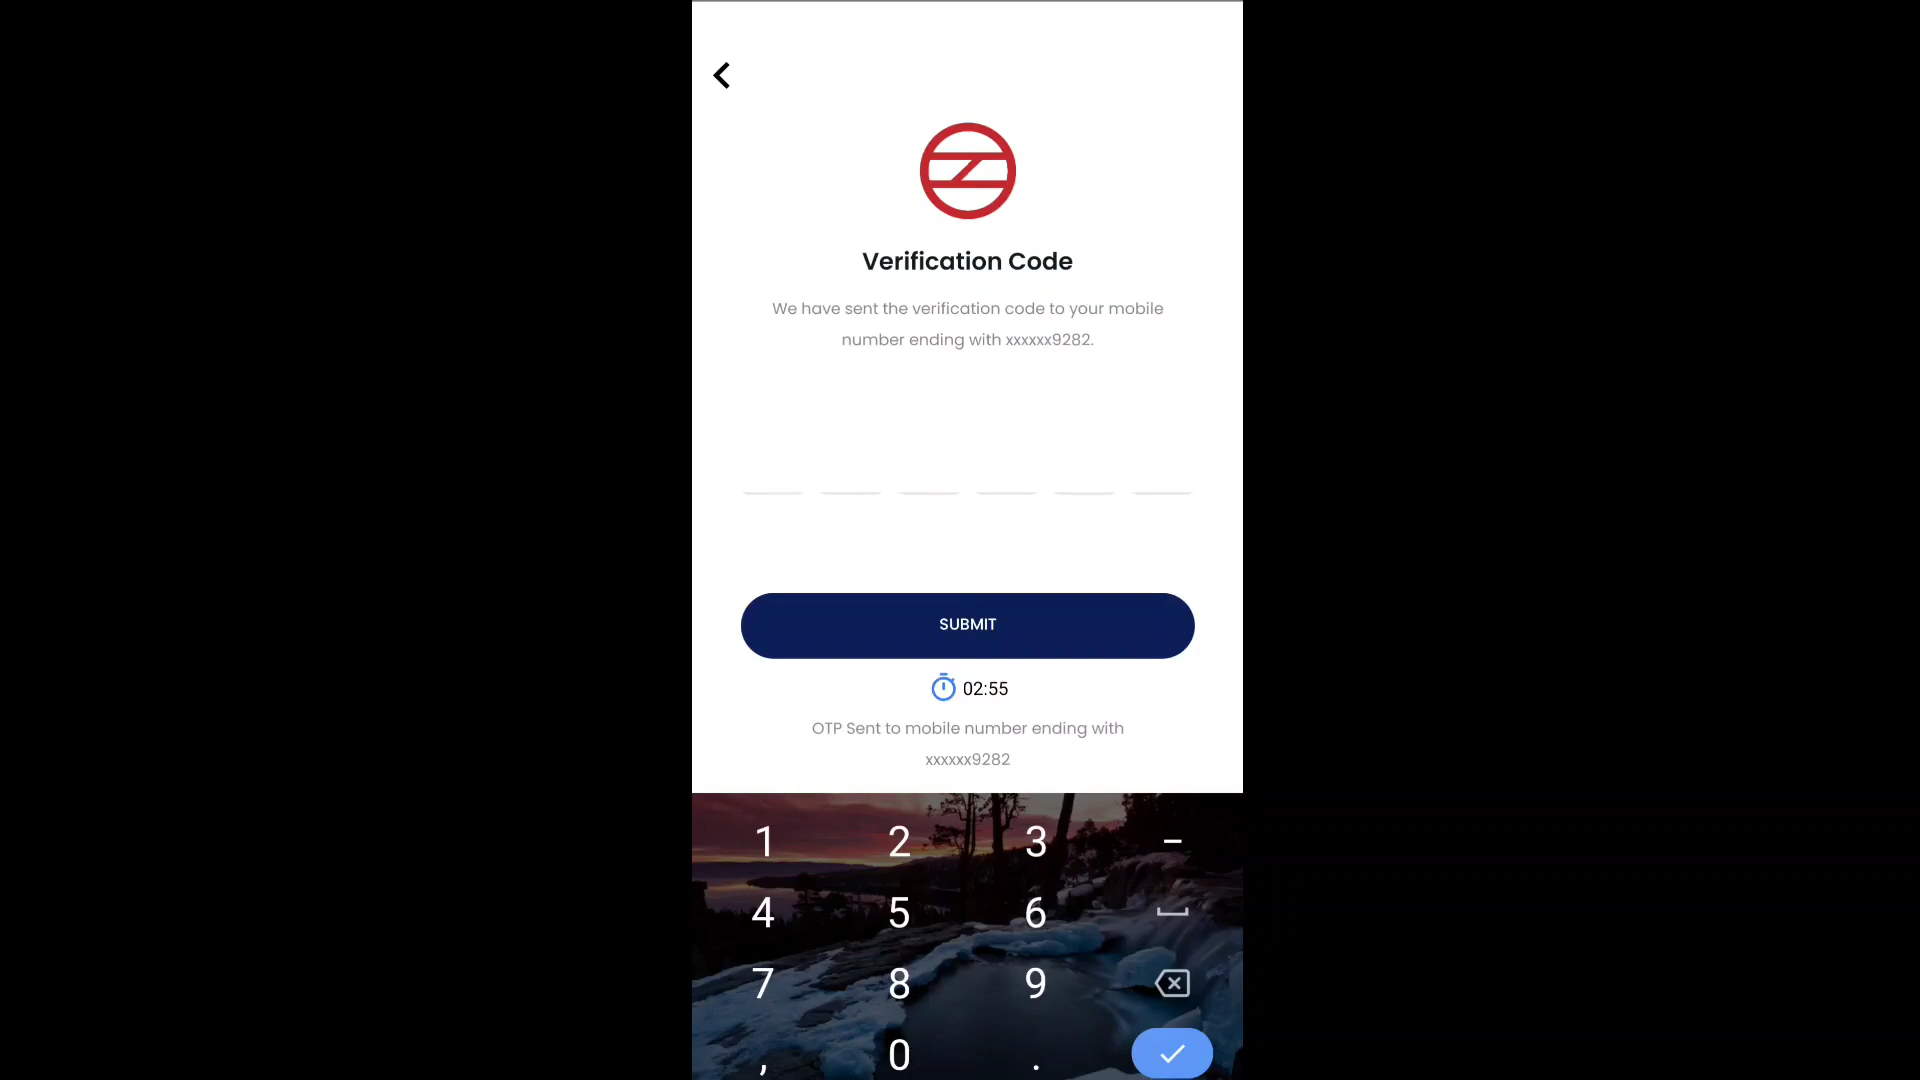 Verification Code
We have sent the verification code to your mobile
number ending with xxxxxx9282.
SUBMIT
02:55
OTP Sent to mobile number ending with
xxxxxx9282
1 2 3 -
4 5 6
7 8 9
, 0 .